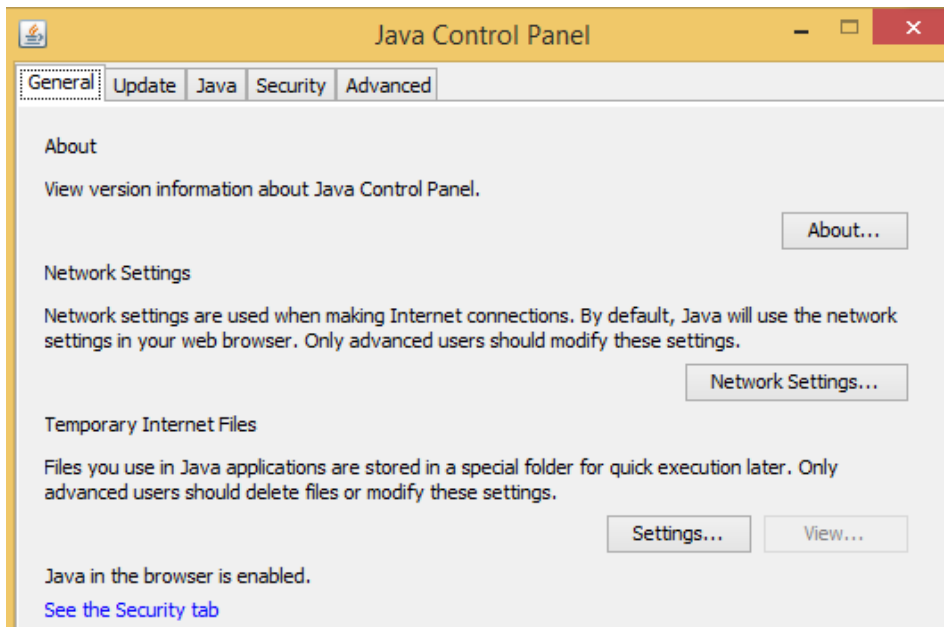 Java Control Panel
General Update Java Security Advanced
About
View version information about Java Control Panel.
About...
Network Settings
Network settings are used when making Internet connections. By default, Java will use the network
settings in your web browser. Only advanced users should modify these settings.
Network Settings...
Temporary Internet Files
Files you use in Java applications are stored in a special folder for quick execution later. Only
advanced users should delete files or modify these settings.
Settings... View...
Java in the browser is enabled.
See the Security tab